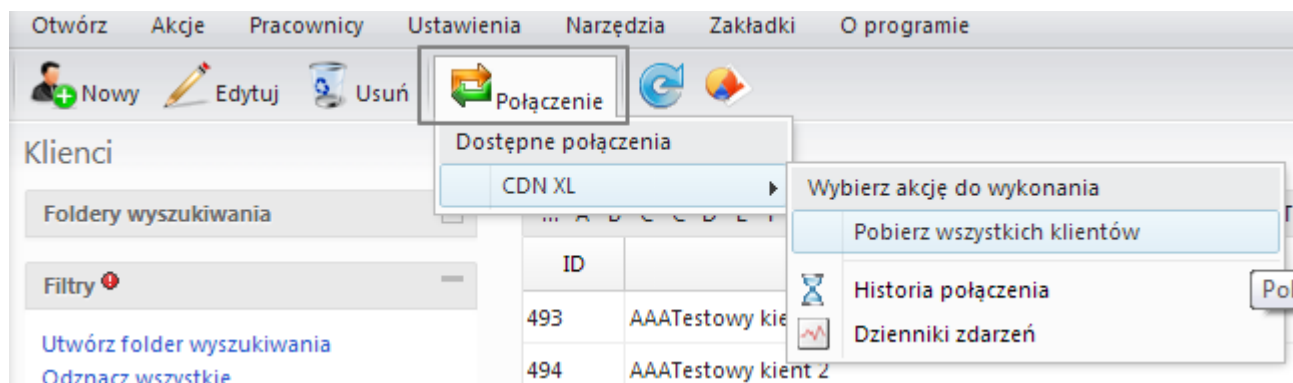 Otwórz Akcje Pracownicy Ustawienia Narzędzia Zakładki O programie
Nowy Edytuj Usuń Połączenie
Dostępne połączenia
CDN XL
Klienci
Foldery wyszukiwania
Filtry
Utwórz folder wyszukiwania
Odznacz wszystkie
Wybierz akcję do wykonania
Pobierz wszystkich klientów
Historia połączenia
Dzienniki zdarzeń
ID
493 AAATestowy
494 AAATestowy kient 2